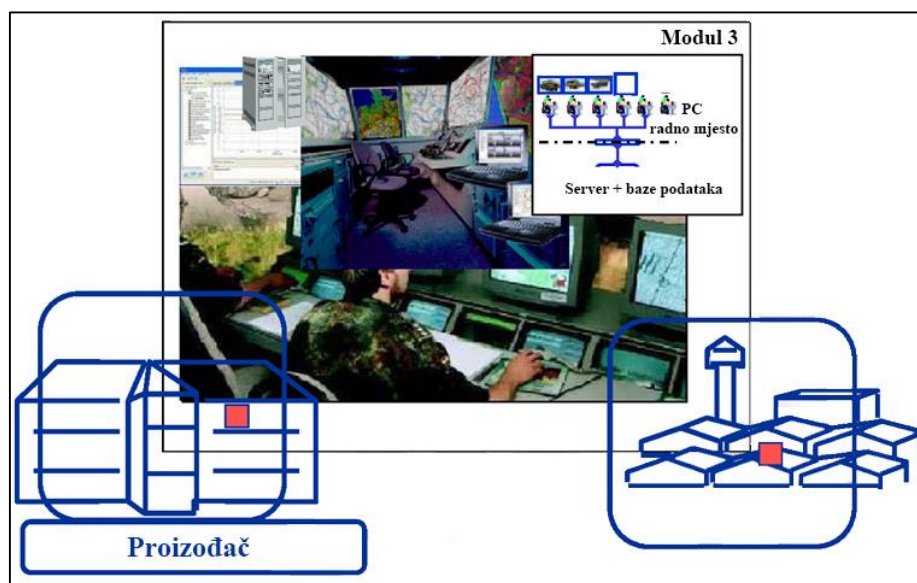 Modul 3
PC
radno mjesto
Server + baze podataka
Proizođač